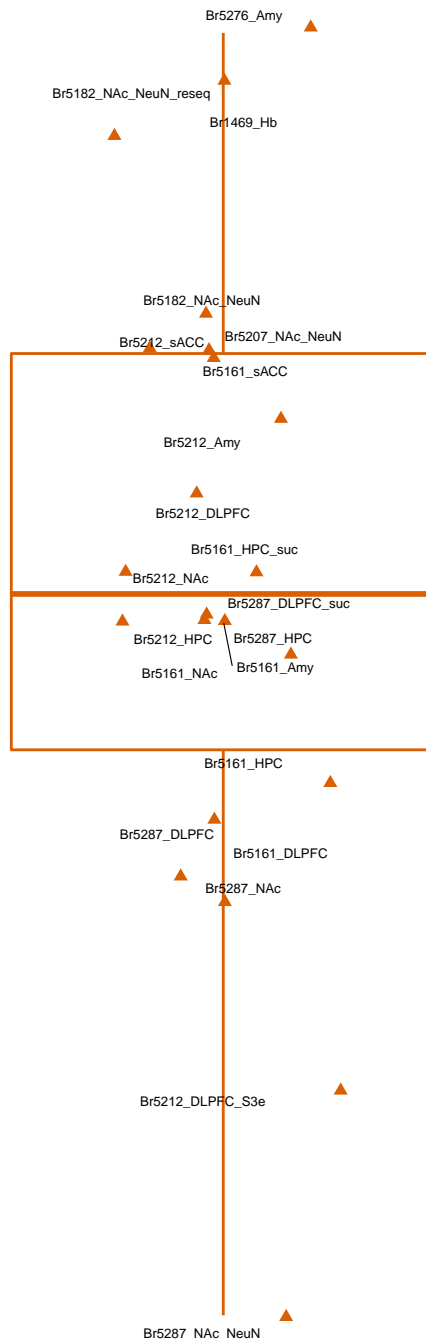 Br5276_Amy
Br5182_NAc_NeuN_reseq
Br1469_Hb
Br5182_NAc_NeuN
Br5207_NAc_NeuN
Br5212_sACC
Br5161_sACC
Br5212_Amy
Br5212_DLPFC
Br5161_HPC_suc
Br5212_NAc
Br5287_DLPFC_suc
Br5212_HPC
Br5287_HPC
Br5161_NAc
Br5161_Amy
Br5161_HPC
Br5287_DLPFC
Br5161_DLPFC
Br5287_NAc
Br5212_DLPFC_S3e
Br5287_NAc_NeuN